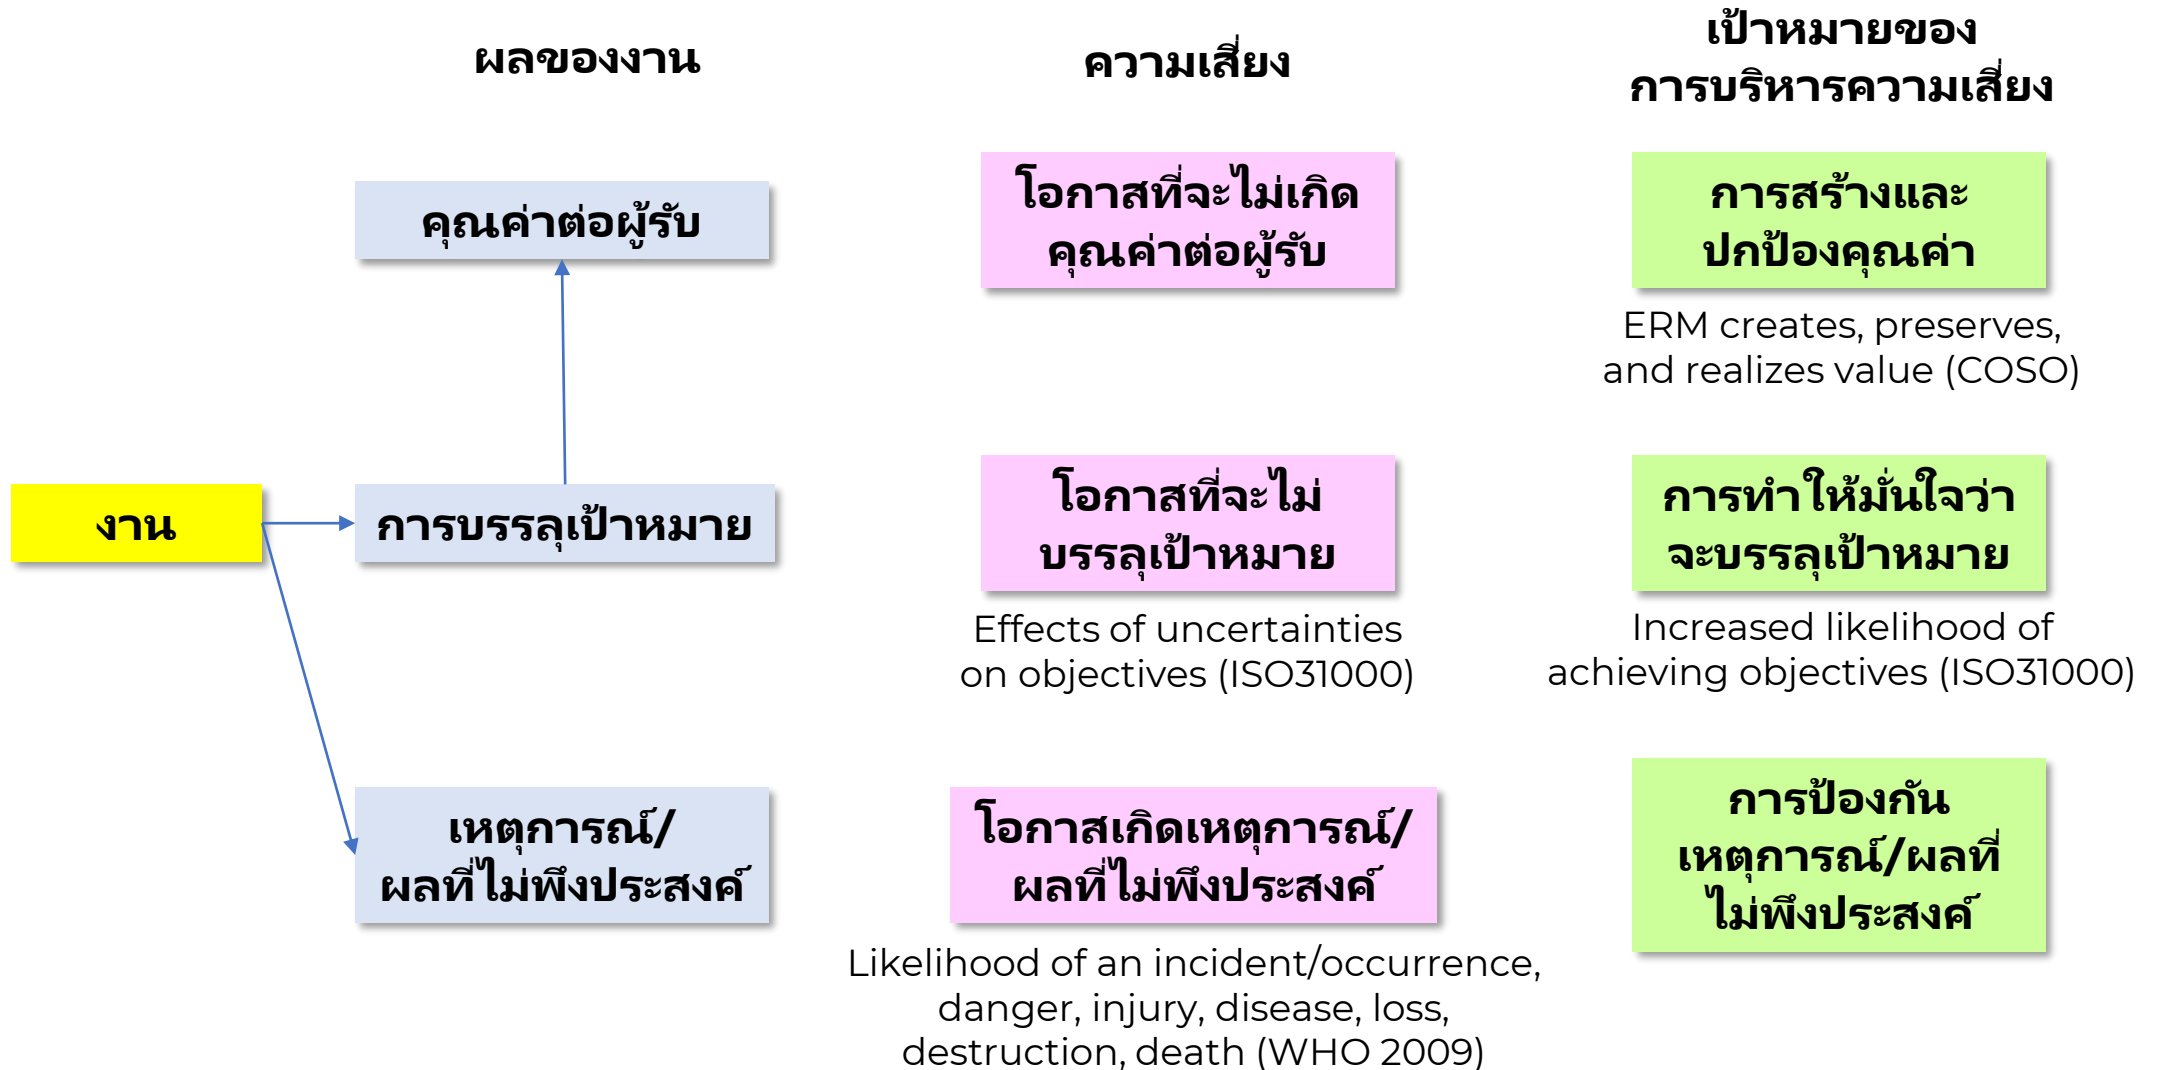 ผลของงาน
ความเสี่ยง
เป้าหมายของ
การบริหารความเสี่ยง
คุณค่าต่อผู้รับ
โอกาสที่จะไม่เกิด
คุณค่าต่อผู้รับ
การสร้างและ
ปกป้องคุณค่า
ERM creates, preserves,
and realizes value (COSO)
งาน
การบรรลุเป้าหมาย
โอกาสที่จะไม่
บรรลุเป้าหมาย
Effects of uncertainties
on objectives (ISO31000)
การทำให้มั่นใจว่า
จะบรรลุเป้าหมาย
Increased likelihood of
achieving objectives (ISO31000)
เหตุการณ์/
ผลที่ไม่พึงประสงค์
โอกาสเกิดเหตุการณ์/
ผลที่ไม่พึงประสงค์
Likelihood of an incident/occurrence,
danger, injury, disease, loss,
destruction, death (WHO 2009)
การป้องกัน
เหตุการณ์/ผลที่
ไม่พึงประสงค์